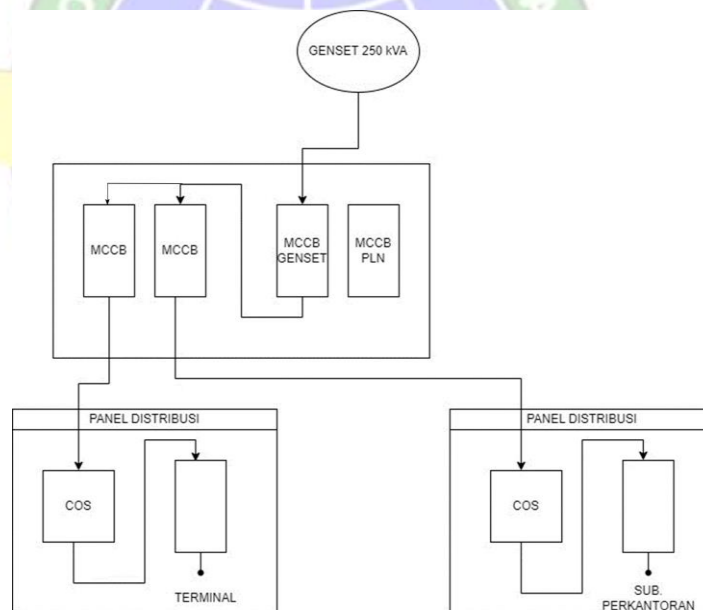 GENSET 250 kVA
MCCB
MCCB
MCCB
GENSET
MCCB
PLN
PANEL DISTRIBUSI
PANEL DISTRIBUSI
COS
COS
TERMINAL
SUB.
PERKANTORAN